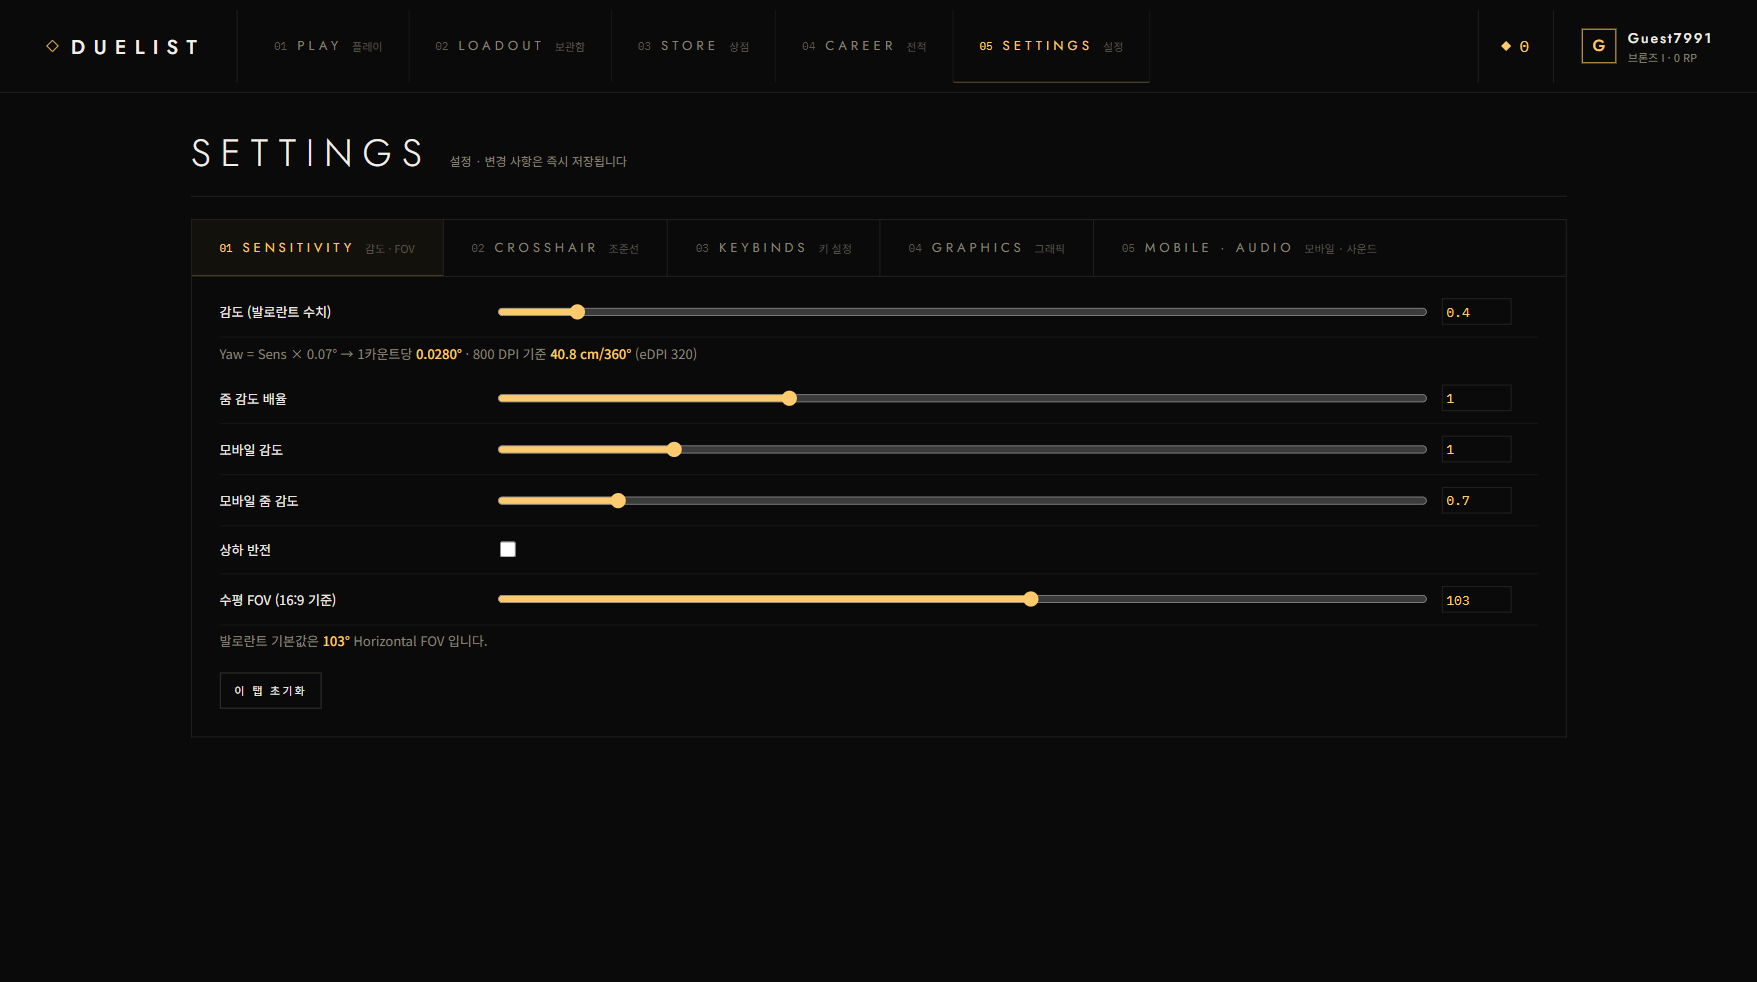 DUELIST
01 PLAY 플레이
02 LOADOUT 보관함
03 STORE 상점
04 CAREER 전적
05 SETTINGS 설정
0
G
Guest7991
브론즈 I · 0 RP
SETTINGS 설정 · 변경 사항은 즉시 저장됩니다
01 SENSITIVITY 감도 · FOV
02 CROSSHAIR 조준선
03 KEYBINDS 키 설정
04 GRAPHICS 그래픽
05 MOBILE · AUDIO 모바일 · 사운드
감도 (발로란트 수치) 0.4
Yaw = Sens × 0.07° → 1카운트당 0.0280° · 800 DPI 기준 40.8 cm/360° (eDPI 320)
줌 감도 배율 1
모바일 감도 1
모바일 줌 감도 0.7
상하 반전
수평 FOV (16:9 기준) 103
발로란트 기본값은 103° Horizontal FOV 입니다.
이 탭 초기화